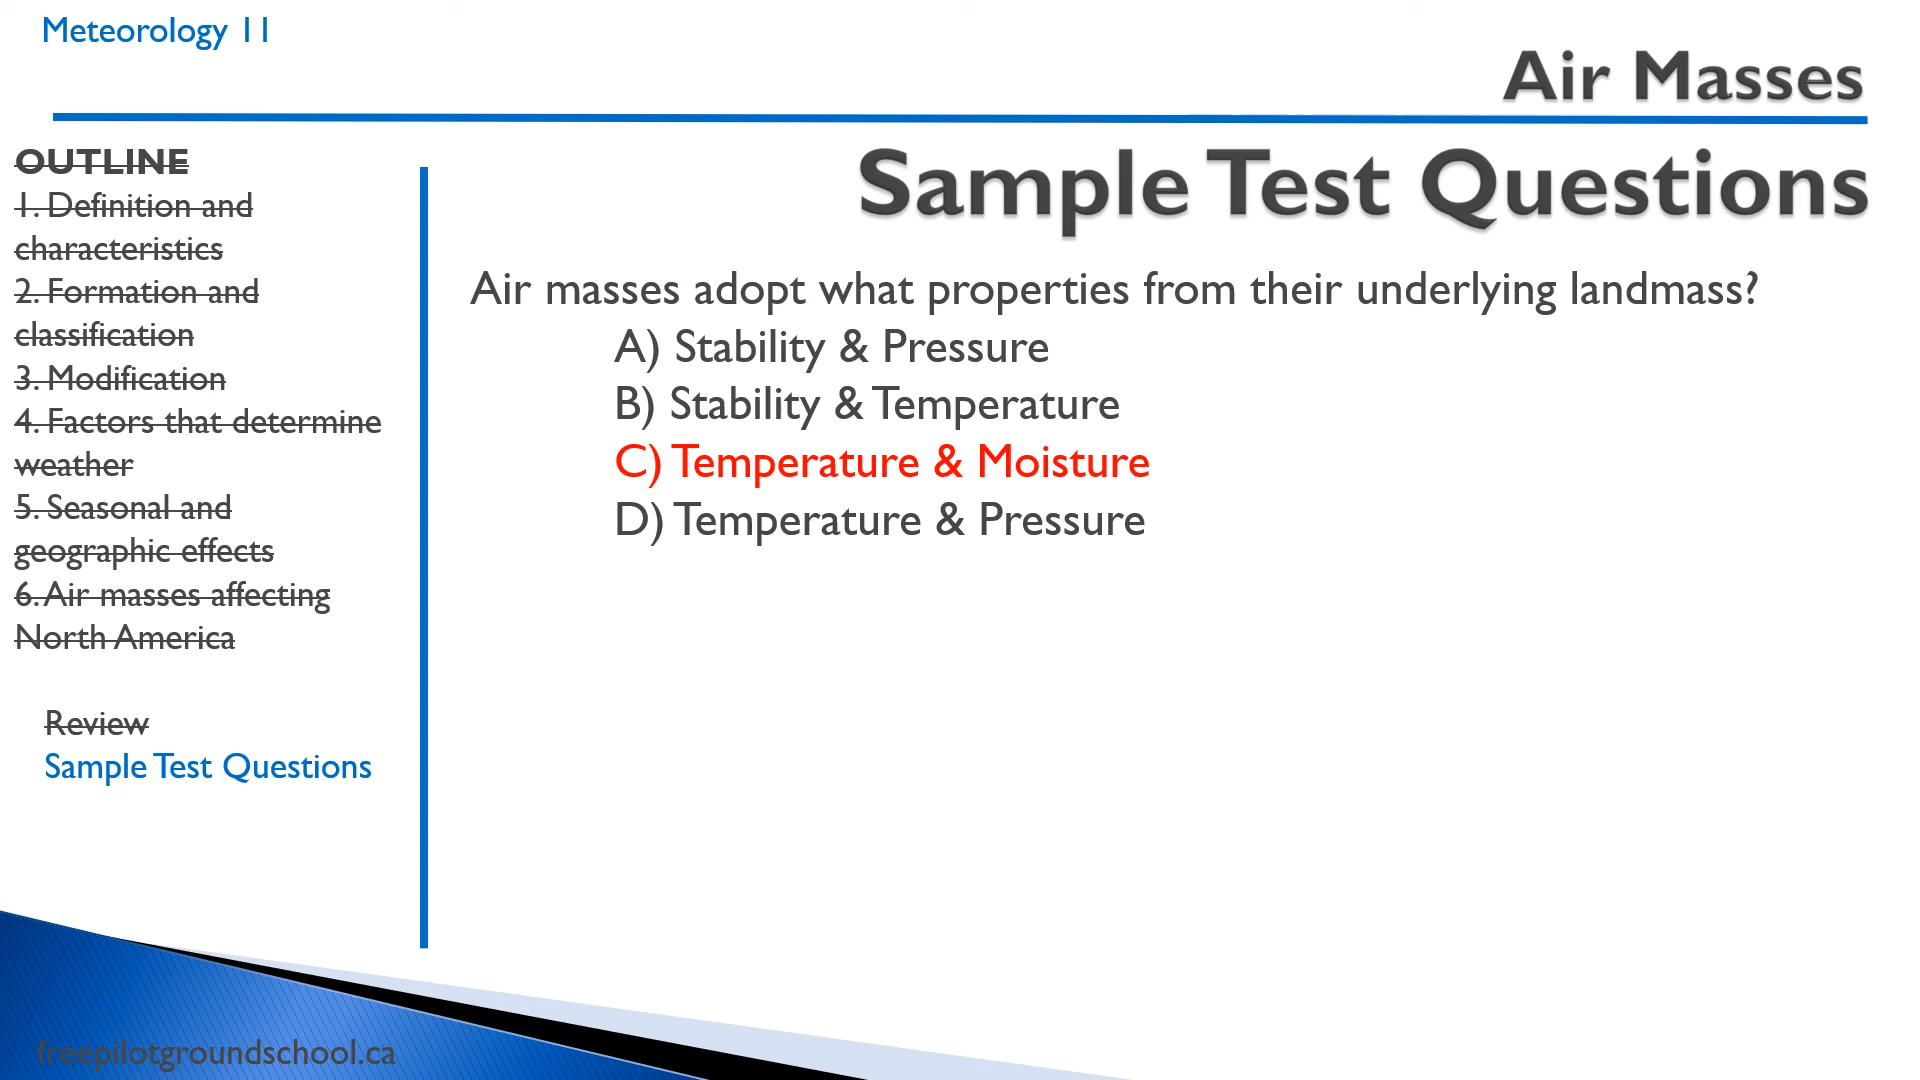 Meteorology 11
Air Masses
OUTLINE
1. Definition and
characteristics
2. Formation and
classification
3. Modification
4. Factors that determine
weather
5. Seasonal and
geographic effects
6. Air masses affecting
North America
Review
Sample Test Questions
Sample Test Questions
Air masses adopt what properties from their underlying landmass?
A) Stability & Pressure
B) Stability & Temperature
C) Temperature & Moisture
D) Temperature & Pressure
freepilotgroundschool.ca